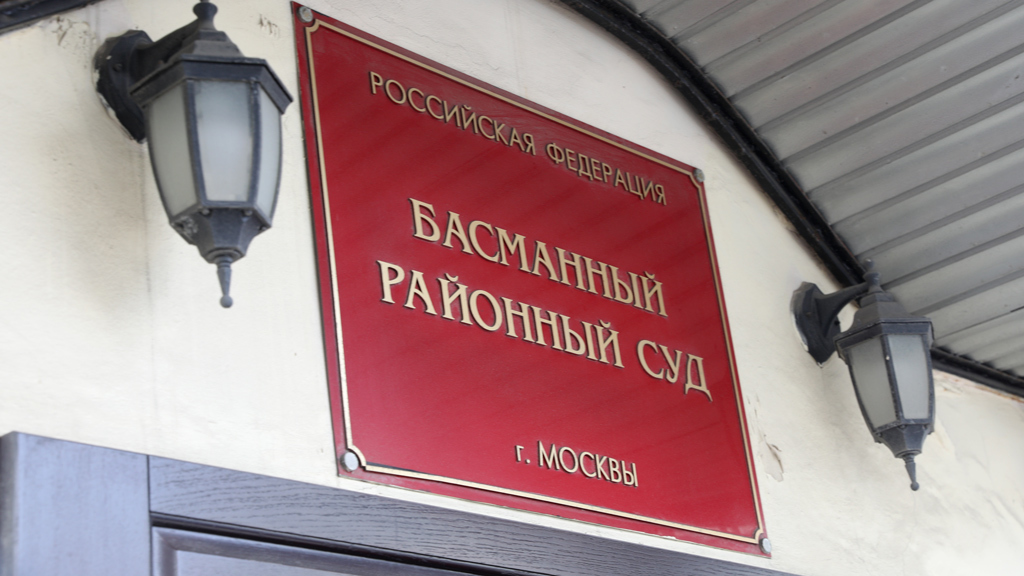 РОССИЙСКАЯ ФЕДЕРАЦИЯ
БАСМАННЫЙ
РАЙОННЫЙ СУД
г. МОСКВЫ